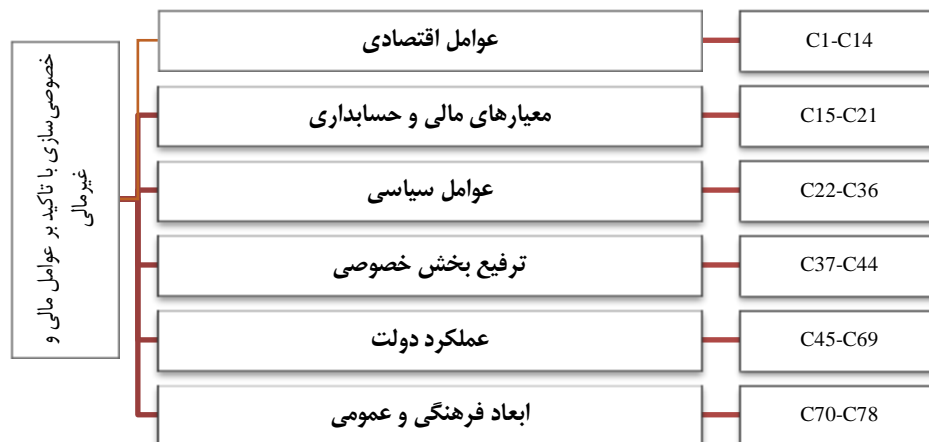 خصوصی‌سازی با تاکید بر عوامل مالی و
غیرمالی
عوامل اقتصادی
C1-C14
معیارهای مالی و حسابداری
C15-C21
عوامل سیاسی
C22-C36
ترفیع بخش خصوصی
C37-C44
عملکرد دولت
C45-C69
ابعاد فرهنگی و عمومی
C70-C78